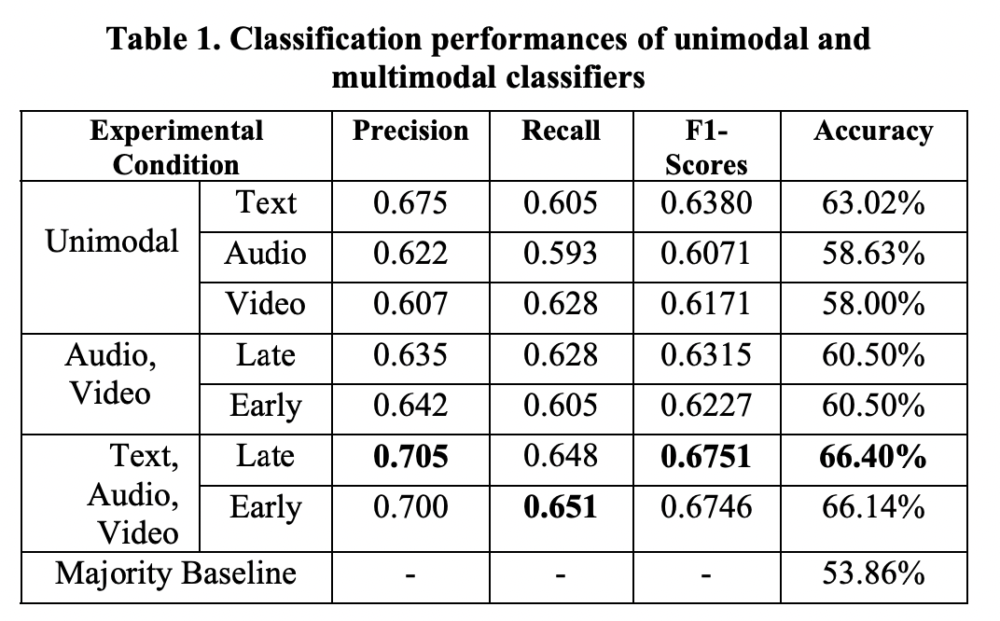 Table 1. Classification performances of unimodal and
multimodal classifiers
Experimental Condition Precision Recall F1-Scores Accuracy
Unimodal Text 0.675 0.605 0.6380 63.02%
Audio 0.622 0.593 0.6071 58.63%
Video 0.607 0.628 0.6171 58.00%
Audio, Video Late 0.635 0.628 0.6315 60.50%
Early 0.642 0.605 0.6227 60.50%
Text, Audio, Video Late 0.705 0.648 0.6751 66.40%
Early 0.700 0.651 0.6746 66.14%
Majority Baseline - - - 53.86%